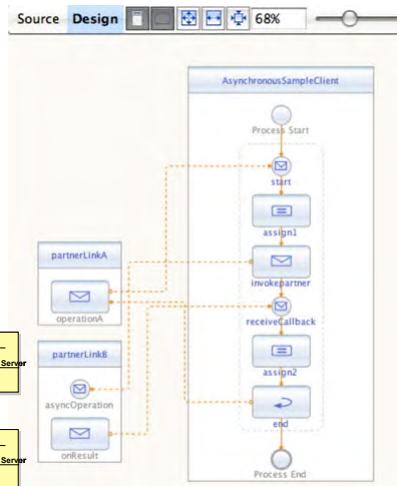 Source Design 68%
AsynchronousSampleClient
Process Start
start
assign1
partnerLinkA
invokepartner
operationA
receiveCallback
Server
partnerLinkB
assign2
asyncOperation
end
Server
onResult
Process End